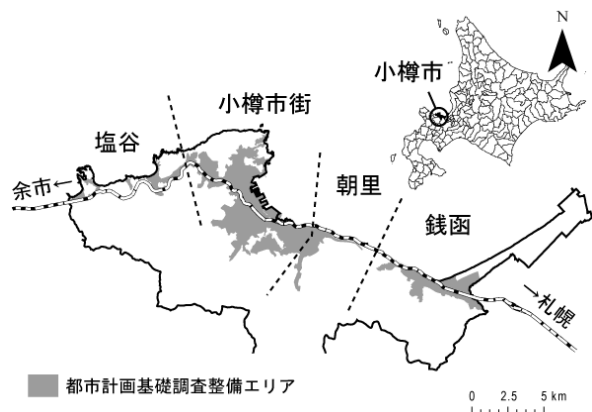 N
小樽市
小樽市街
塩谷
余市←
朝里
銭函
→札幌
都市計画基礎調査整備エリア
0 2.5 5 km